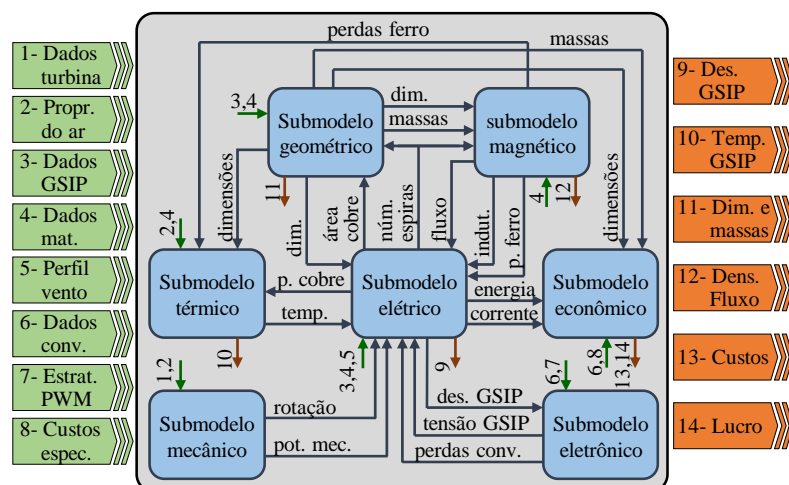 1- Dados
turbina
2- Propr.
do ar
3- Dados
GSIP
4- Dados
mat.
5- Perfil
vento
6- Dados
conv.
7- Estrat.
PWM
8- Custos
espec.
perdas ferro
massas
3,4
Submodelo
geométrico
dim.
massas
submodelo
magnético
11
4
12
dimensões
dim.
área
cobre
núm.
espiras
fluxo
indut.
p. ferro
dimensões
2,4
Submodelo
térmico
p. cobre
temp.
Submodelo
elétrico
energia
corrente
Submodelo
econômico
10
3,4,5
9
6,8
13,14
1,2
6,7
Submodelo
mecânico
rotação
pot. mec.
des. GSIP
tensão GSIP
perdas conv.
Submodelo
eletrônico
9- Des.
GSIP
10- Temp.
GSIP
11- Dim. e
massas
12- Dens.
Fluxo
13- Custos
14- Lucro